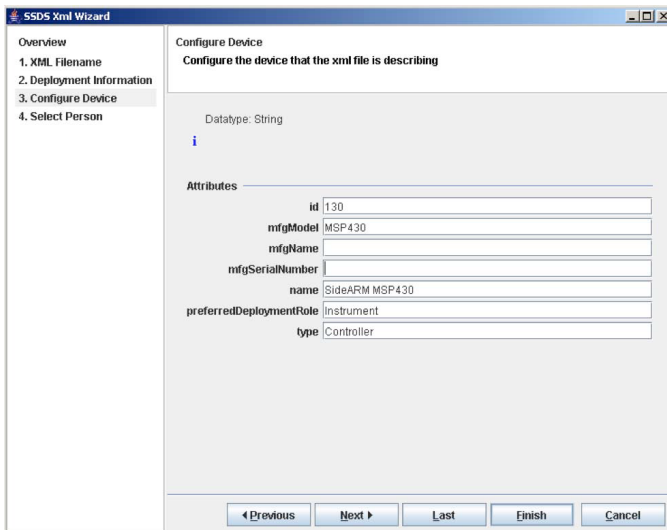 SSDS Xml Wizard
Overview
1. XML Filename
2. Deployment Information
3. Configure Device
4. Select Person
Configure Device
Configure the device that the xml file is describing
Datatype: String
i
Attributes
id 130
mfgModel MSP430
mfgName
mfgSerialNumber
name SideARM MSP430
preferredDeploymentRole Instrument
type Controller
Previous Next Last Finish Cancel